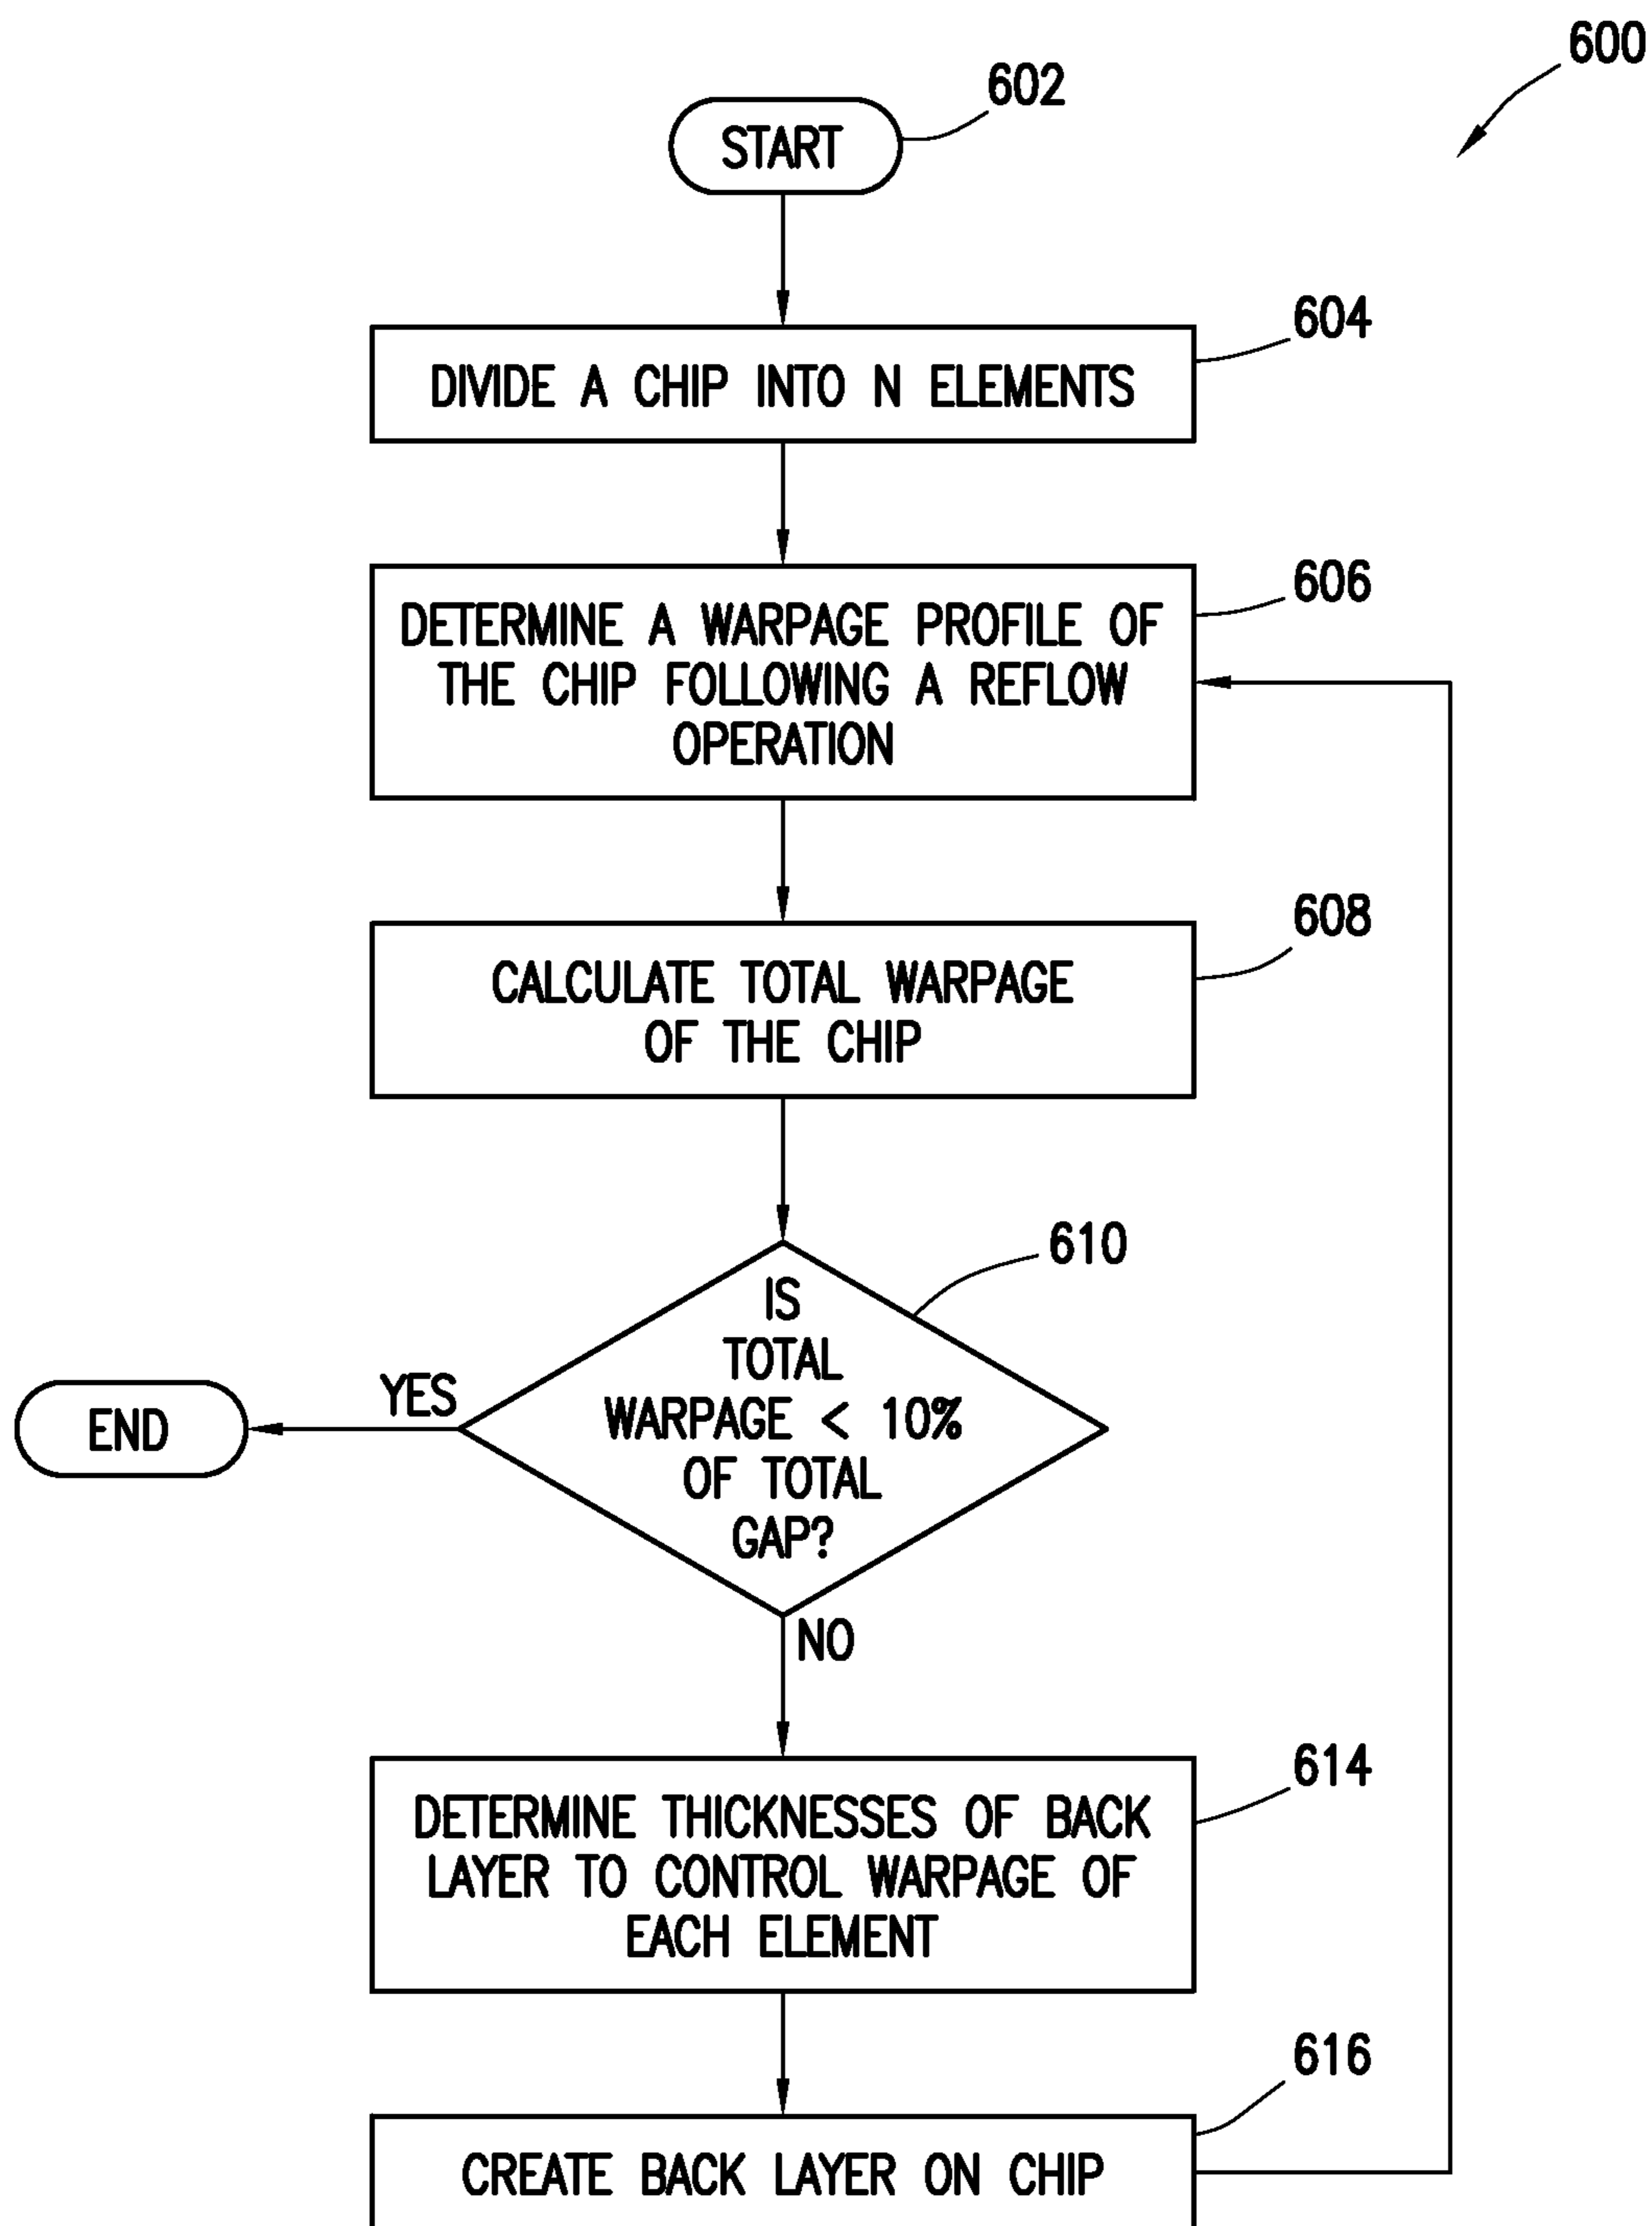 600
602
START
604
DIVIDE A CHIP INTO N ELEMENTS
606
DETERMINE A WARPAGE PROFILE OF
THE CHIP FOLLOWING A REFLOW
OPERATION
608
CALCULATE TOTAL WARPAGE
OF THE CHIP
610
IS
TOTAL
WARPAGE < 10%
OF TOTAL
GAP?
YES
END
NO
614
DETERMINE THICKNESSES OF BACK
LAYER TO CONTROL WARPAGE OF
EACH ELEMENT
616
CREATE BACK LAYER ON CHIP